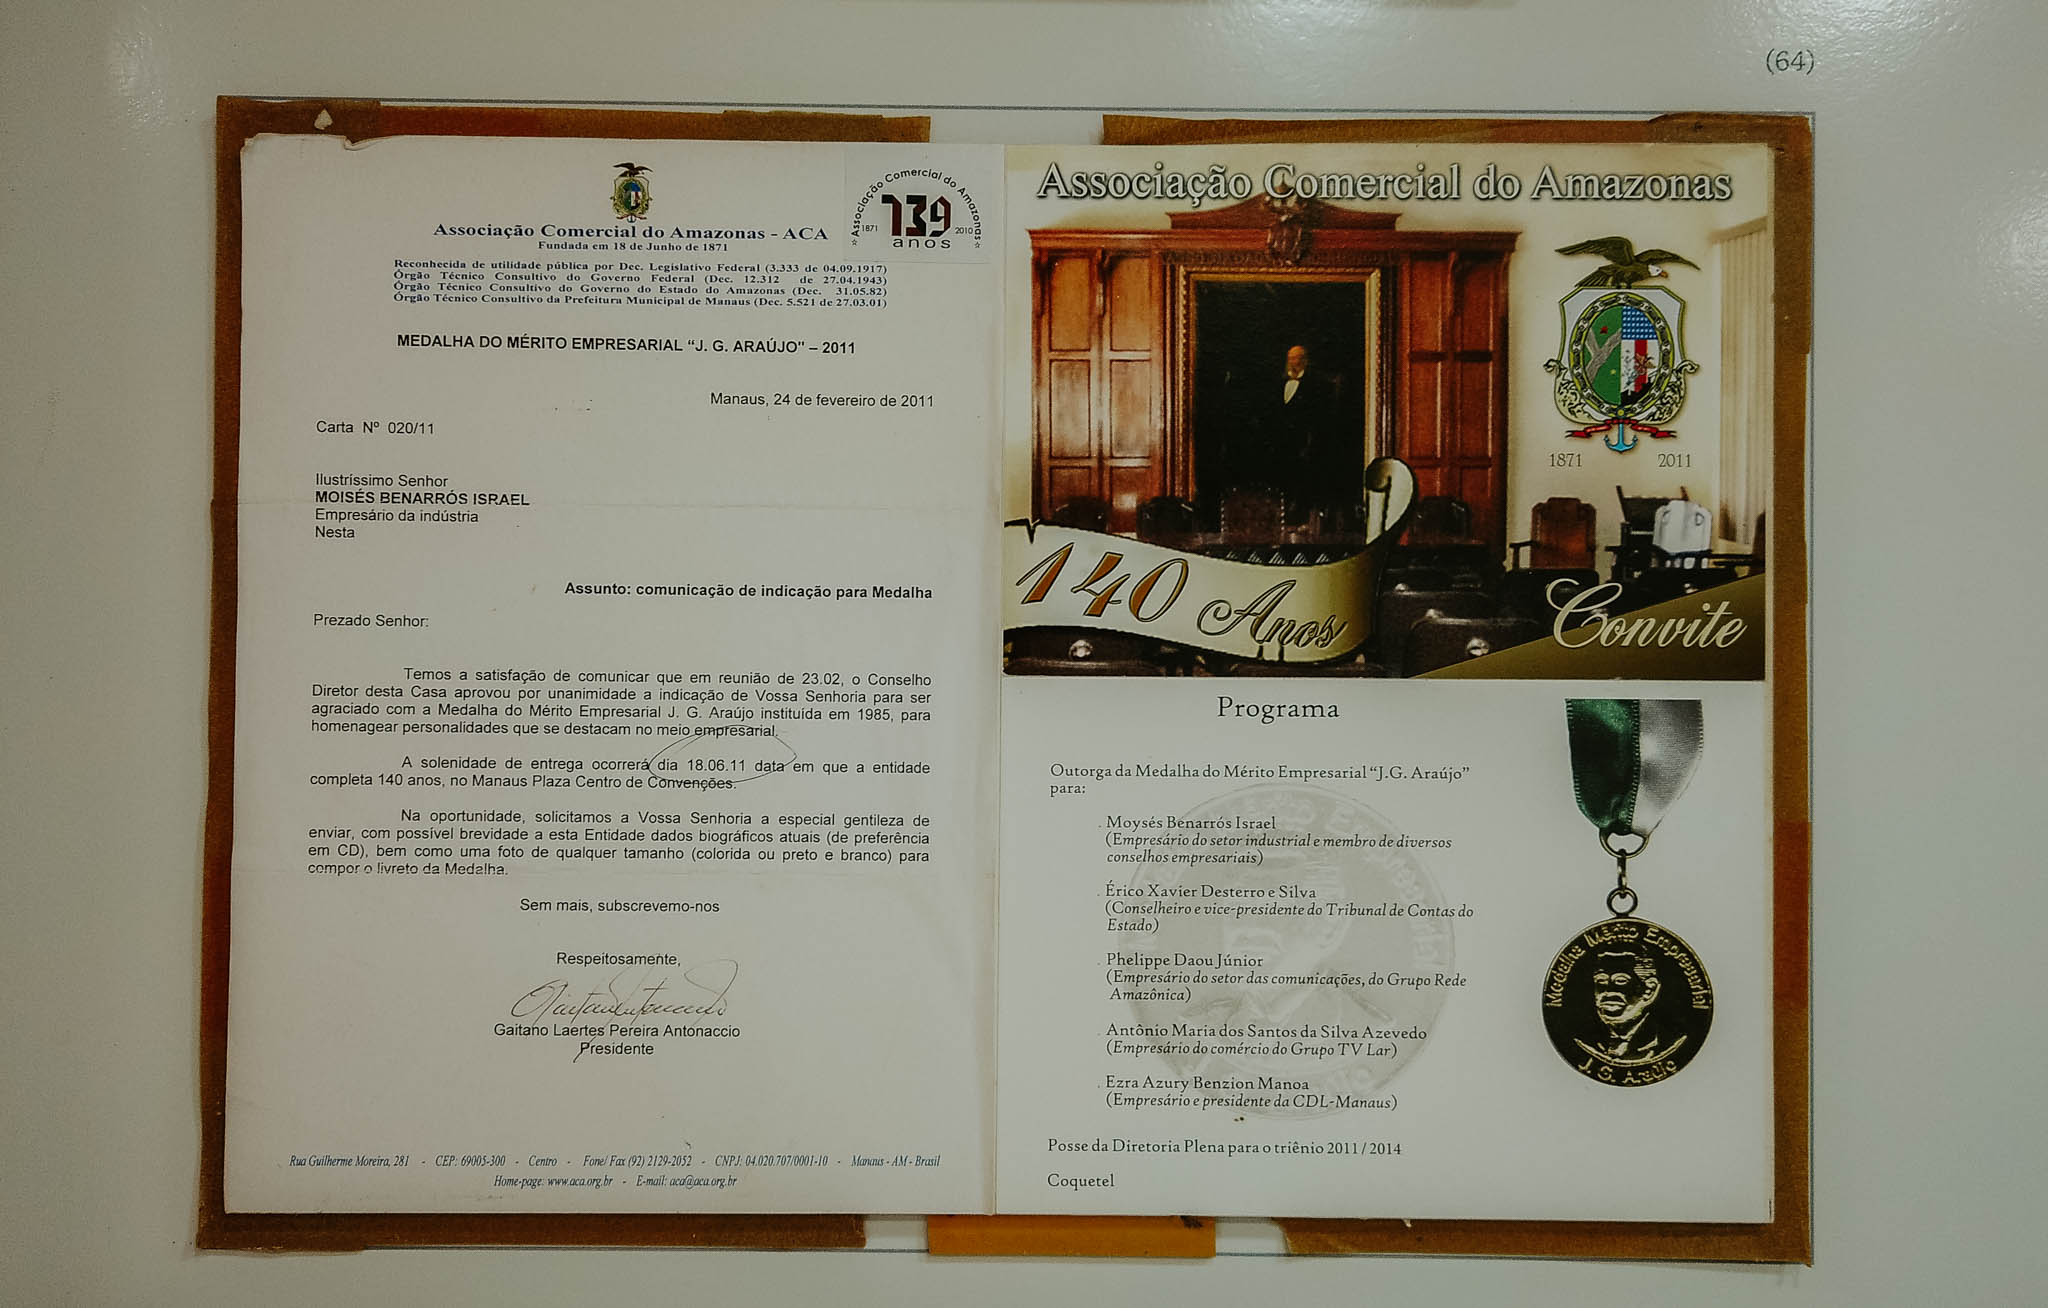 (64)
Associação Comercial do Amazonas - ACA
Fundada em 18 de Junho de 1871
Associação Comercial do Amazonas
1871 139 2010
anos
Reconhecida de utilidade pública por Dec. Legislativo Federal (3.333 de 04.09.1917)
Órgão Técnico Consultivo do Governo Federal (Dec. 12.312 de 27.04.1943)
Órgão Técnico Consultivo do Governo do Estado do Amazonas (Dec. 31.05.82)
Órgão Técnico Consultivo da Prefeitura Municipal de Manaus (Dec. 5.521 de 27.03.01)
MEDALHA DO MÉRITO EMPRESARIAL “J. G. ARAÚJO" – 2011
Manaus, 24 de fevereiro de 2011
Carta Nº 020/11
Ilustríssimo Senhor
MOISÉS BENARRÓS ISRAEL
Empresário da indústria
Nesta
Assunto: comunicação de indicação para Medalha
Prezado Senhor:
Temos a satisfação de comunicar que em reunião de 23.02, o Conselho
Diretor desta Casa aprovou por unanimidade a indicação de Vossa Senhoria para ser
agraciado com a Medalha do Mérito Empresarial J. G. Araújo instituída em 1985, para
homenagear personalidades que se destacam no meio empresarial.
A solenidade de entrega ocorrerá dia 18.06.11 data em que a entidade
completa 140 anos, no Manaus Plaza Centro de Convenções.
Na oportunidade, solicitamos a Vossa Senhoria a especial gentileza de
enviar, com possível brevidade a esta Entidade dados biográficos atuais (de preferência
em CD), bem como uma foto de qualquer tamanho (colorida ou preto e branco) para
compor o livreto da Medalha.
Sem mais, subscrevemo-nos
Respeitosamente,
Gaitano Laertes Pereira Antonaccio
Presidente
Rua Guilherme Moreira, 281 - CEP: 69005-300 - Centro - Fone/ Fax (92) 2129-2052 - CNPJ: 04.020.707/0001-10 - Manaus - AM - Brasil
Home-page: www.aca.org.br - E-mail: aca@aca.org.br
Associação Comercial do Amazonas
1871 2011
140 Anos
Convite
Programa
Outorga da Medalha do Mérito Empresarial “J.G. Araújo”
para:
. Moysés Benarrós Israel
(Empresário do setor industrial e membro de diversos
conselhos empresariais)
. Érico Xavier Desterro e Silva
(Conselheiro e vice-presidente do Tribunal de Contas do
Estado)
. Phelippe Daou Júnior
(Empresário do setor das comunicações, do Grupo Rede
Amazônica)
. Antônio Maria dos Santos da Silva Azevedo
(Empresário do comércio do Grupo TV Lar)
. Ezra Azury Benzion Manoa
(Empresário e presidente da CDL-Manaus)
Posse da Diretoria Plena para o triênio 2011 / 2014
Coquetel
Medalha Mérito Empresarial
J. G. Araújo